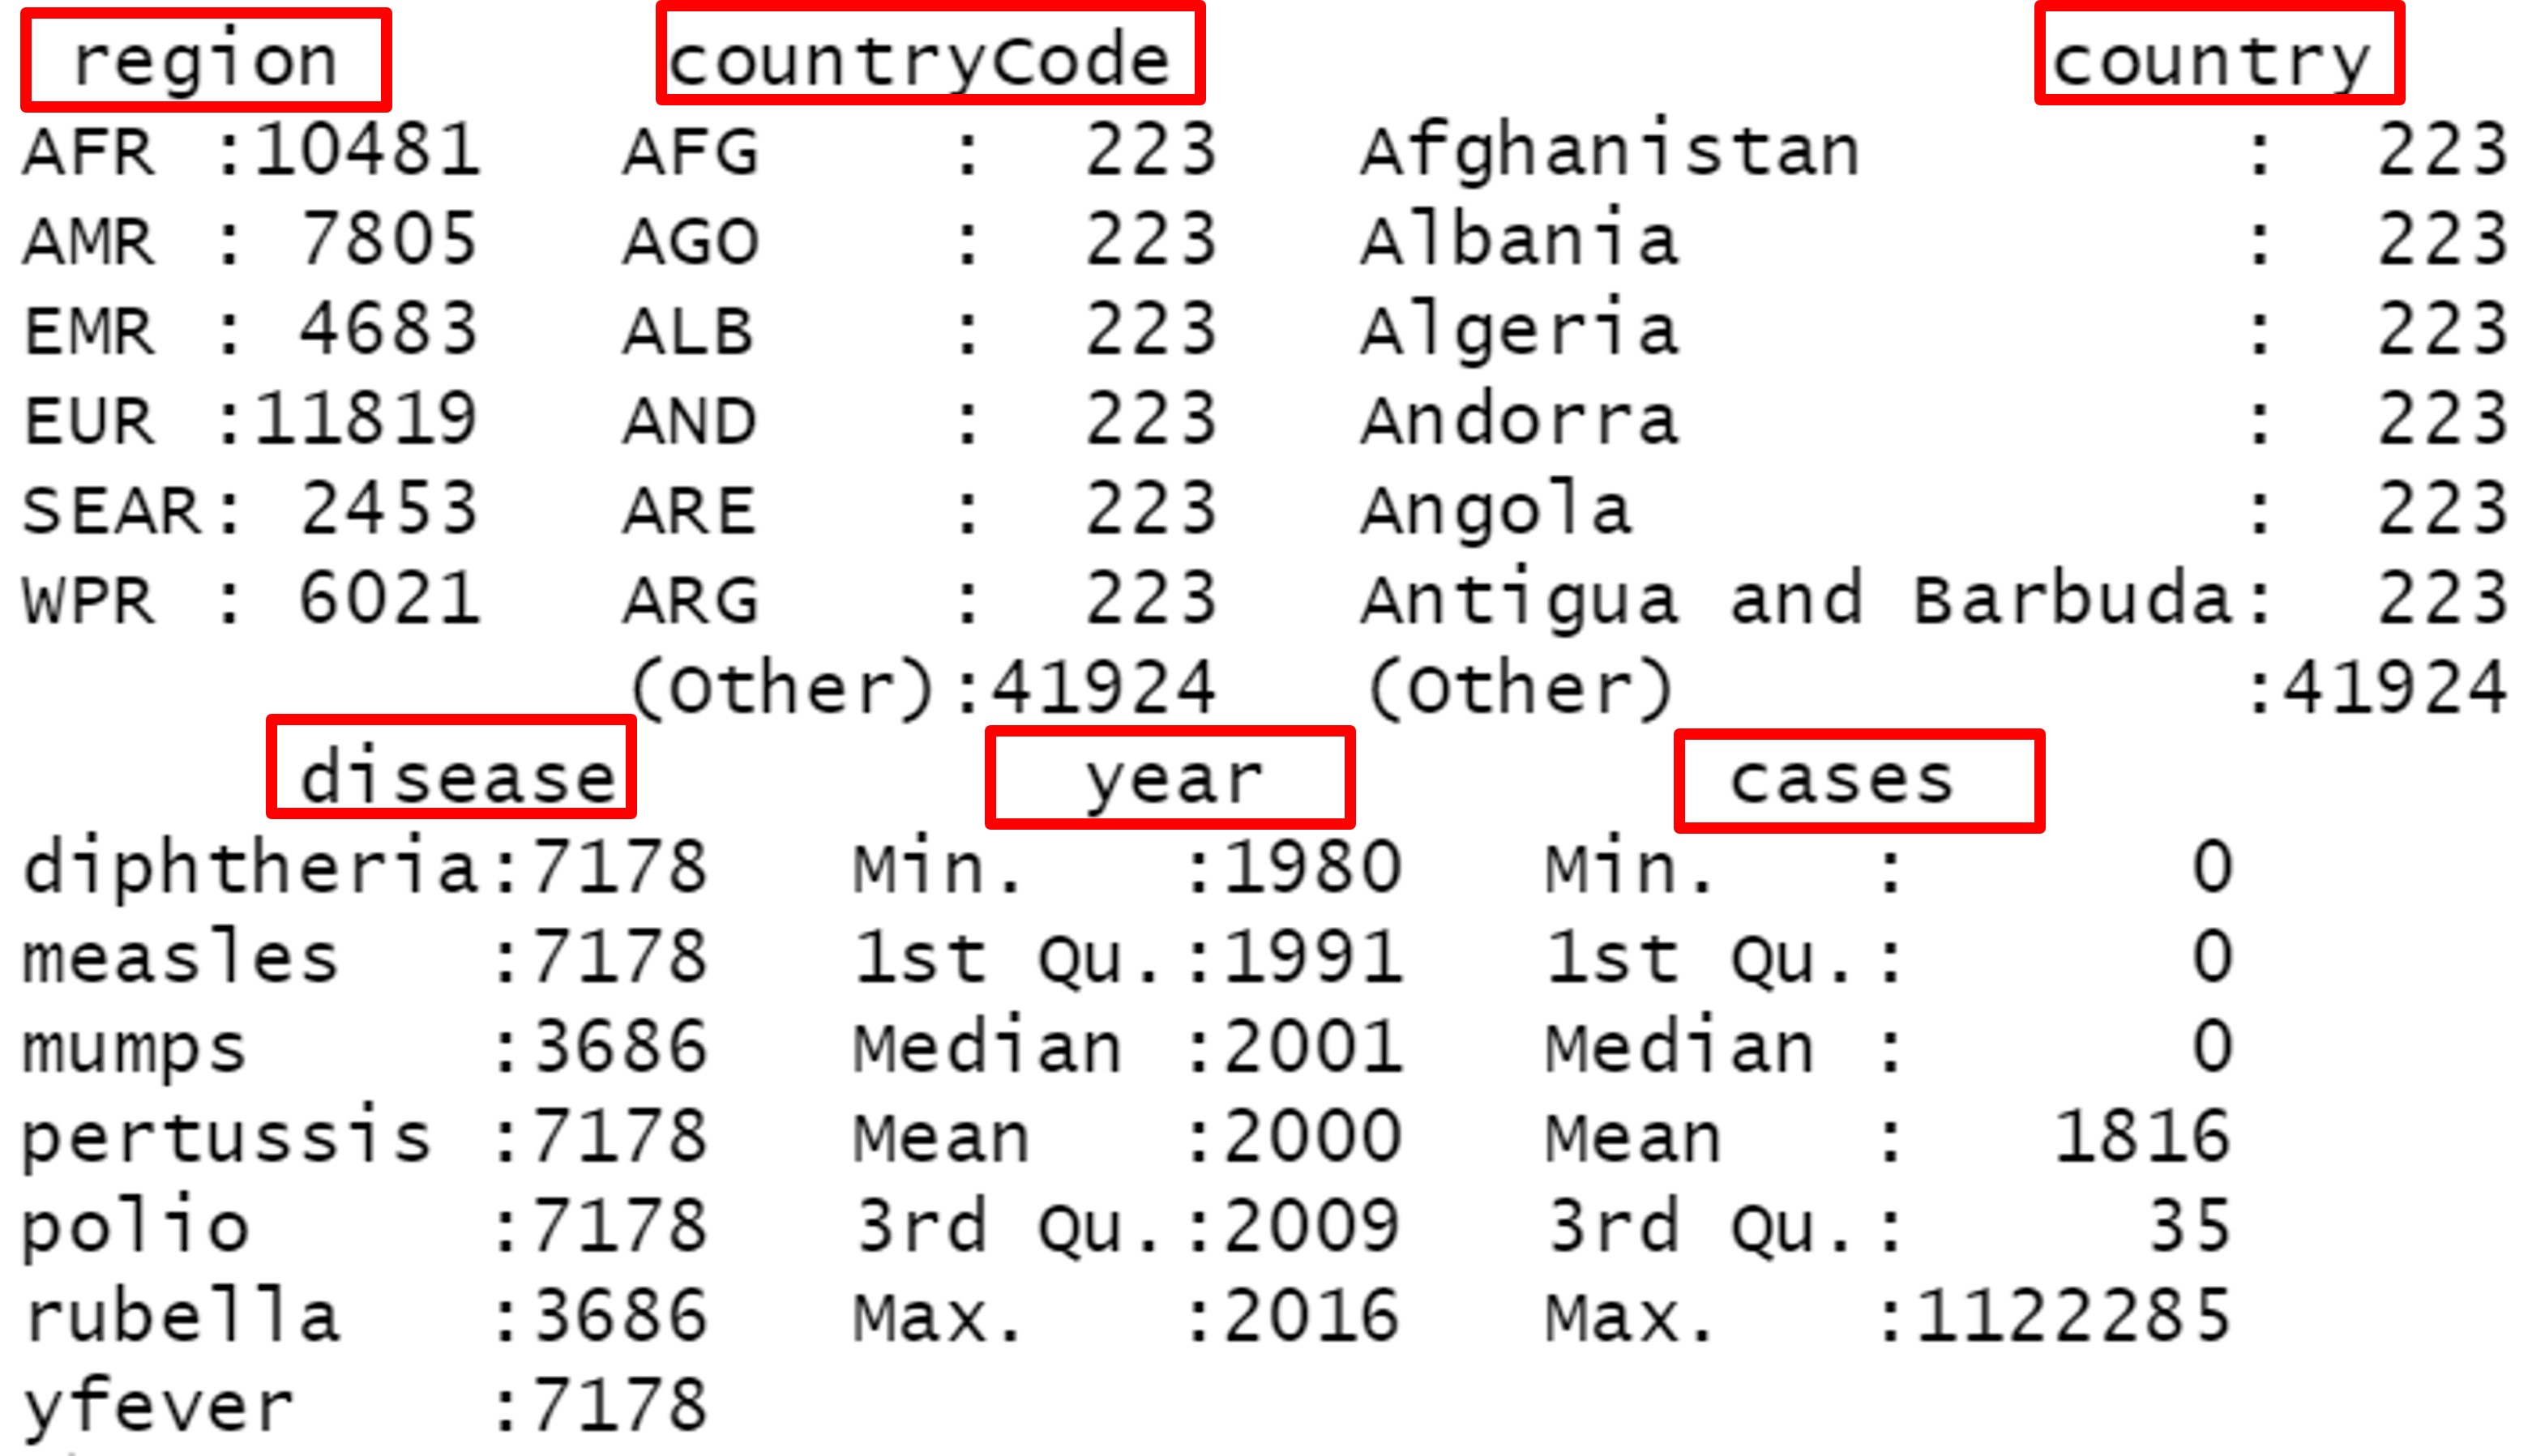 region countryCode country
AFR :10481 AFG : 223 Afghanistan : 223
AMR : 7805 AGO : 223 Albania : 223
EMR : 4683 ALB : 223 Algeria : 223
EUR :11819 AND : 223 Andorra : 223
SEAR: 2453 ARE : 223 Angola : 223
WPR : 6021 ARG : 223 Antigua and Barbuda: 223
(Other):41924 (Other) :41924
disease year cases
diphtheria:7178 Min. :1980 Min. : 0
measles :7178 1st Qu.:1991 1st Qu.: 0
mumps :3686 Median :2001 Median : 0
pertussis :7178 Mean :2000 Mean : 1816
polio :7178 3rd Qu.:2009 3rd Qu.: 35
rubella :3686 Max. :2016 Max. :1122285
yfever :7178